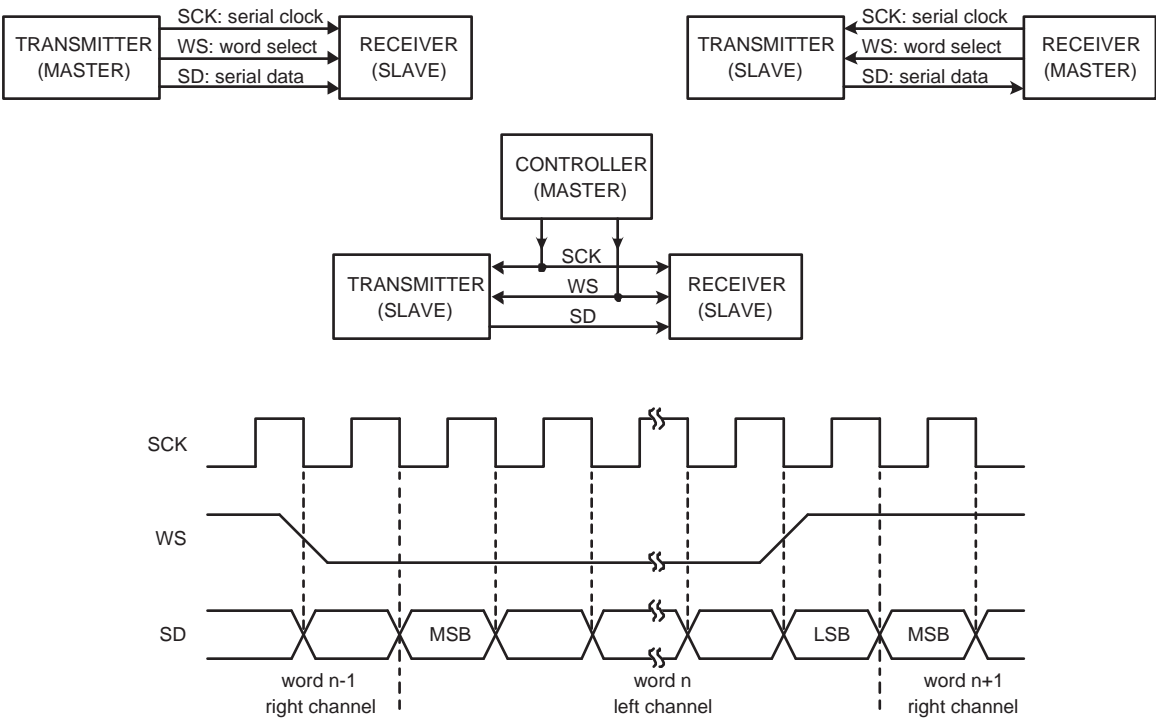 TRANSMITTER
(MASTER)
SCK: serial clock
WS: word select
SD: serial data
RECEIVER
(SLAVE)
TRANSMITTER
(SLAVE)
SCK: serial clock
WS: word select
SD: serial data
RECEIVER
(MASTER)
CONTROLLER
(MASTER)
TRANSMITTER
(SLAVE)
SCK
WS
SD
RECEIVER
(SLAVE)
SCK
WS
SD
MSB
LSB
MSB
word n-1
right channel
word n
left channel
word n+1
right channel